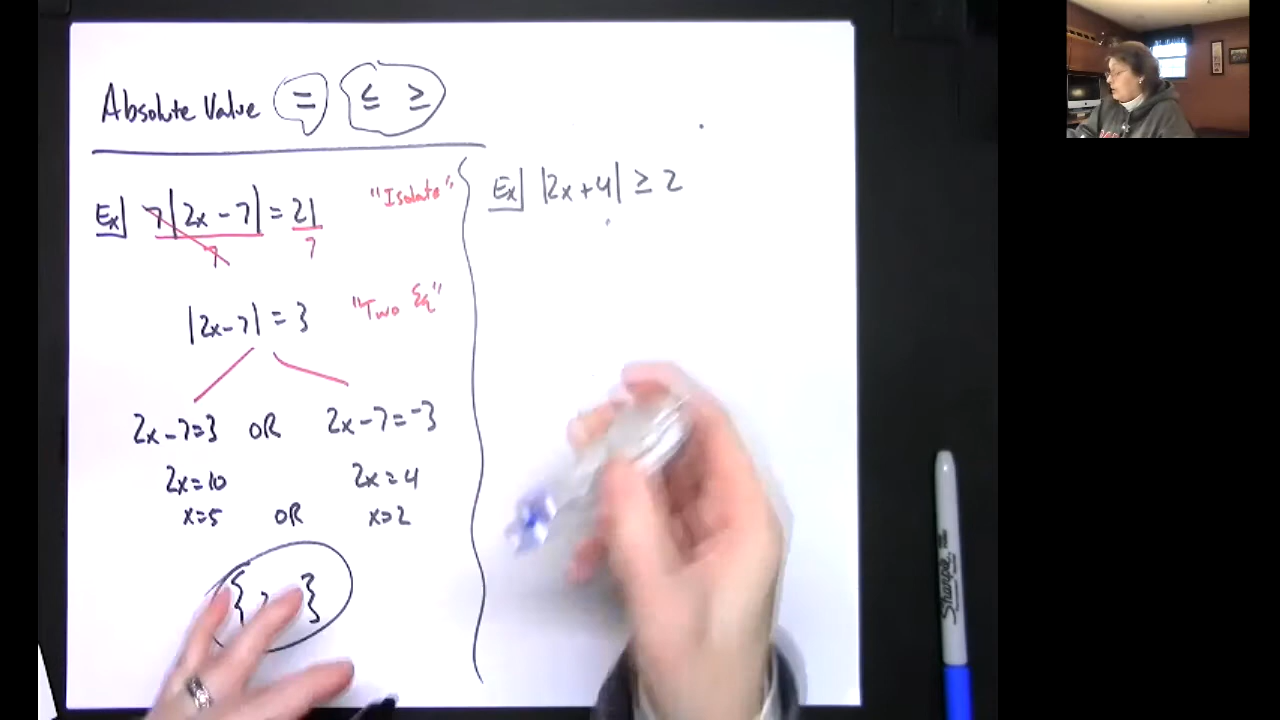 Absolute Value = ≤ ≥
Ex| 7|2x - 7| = 21 "Isolate"
7 7
|2x-7| = 3 "Two Eq"
2x-7=3 OR 2x-7=-3
2x=10 2x=4
x=5 OR x=2
{ }
Ex| |2x+4| ≥ 2
Sharpie